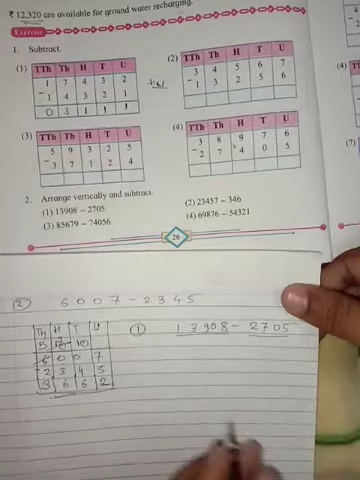 ₹ 12,320 are available for ground water recharging.
Exercise
1. Subtract.
(1)
TTh Th H T U
1 7 4 3 2
- 1 4 3 2 1
0 3 1 1 1
(2)
TTh Th H T U
3 4 5 6 7
- 1 3 2 5 6
(3)
TTh Th H T U
5 9 3 2 5
- 3 7 1 2 4
(4)
TTh Th H T U
3 8 9 7 6
- 2 7 4 0 5
2. Arrange vertically and subtract.
(1) 13908 – 2705 (2) 23457 – 346
(3) 85679 – 74056 (4) 69876 – 54321
26
(4)
(7)
② 6007 - 2345
Th H T U
6 0 0 7
- 2 3 4 5
3 6 6 2
① 13908 - 2705